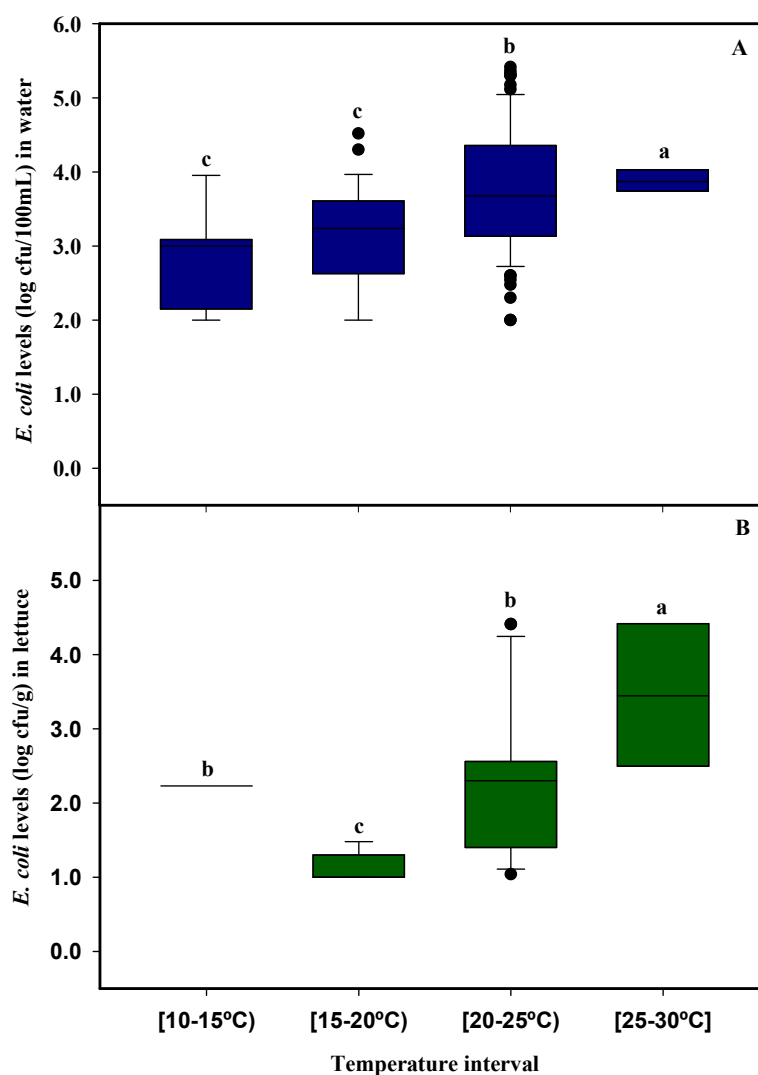 6.0
A
b
5.0
c
c
a
4.0
3.0
2.0
1.0
0.0
E. coli levels (log cfu/100mL) in water
B
5.0
b
a
4.0
3.0
b
2.0
c
1.0
0.0
E. coli levels (log cfu/g) in lettuce
[10-15ºC) [15-20ºC) [20-25ºC) [25-30ºC]
Temperature interval